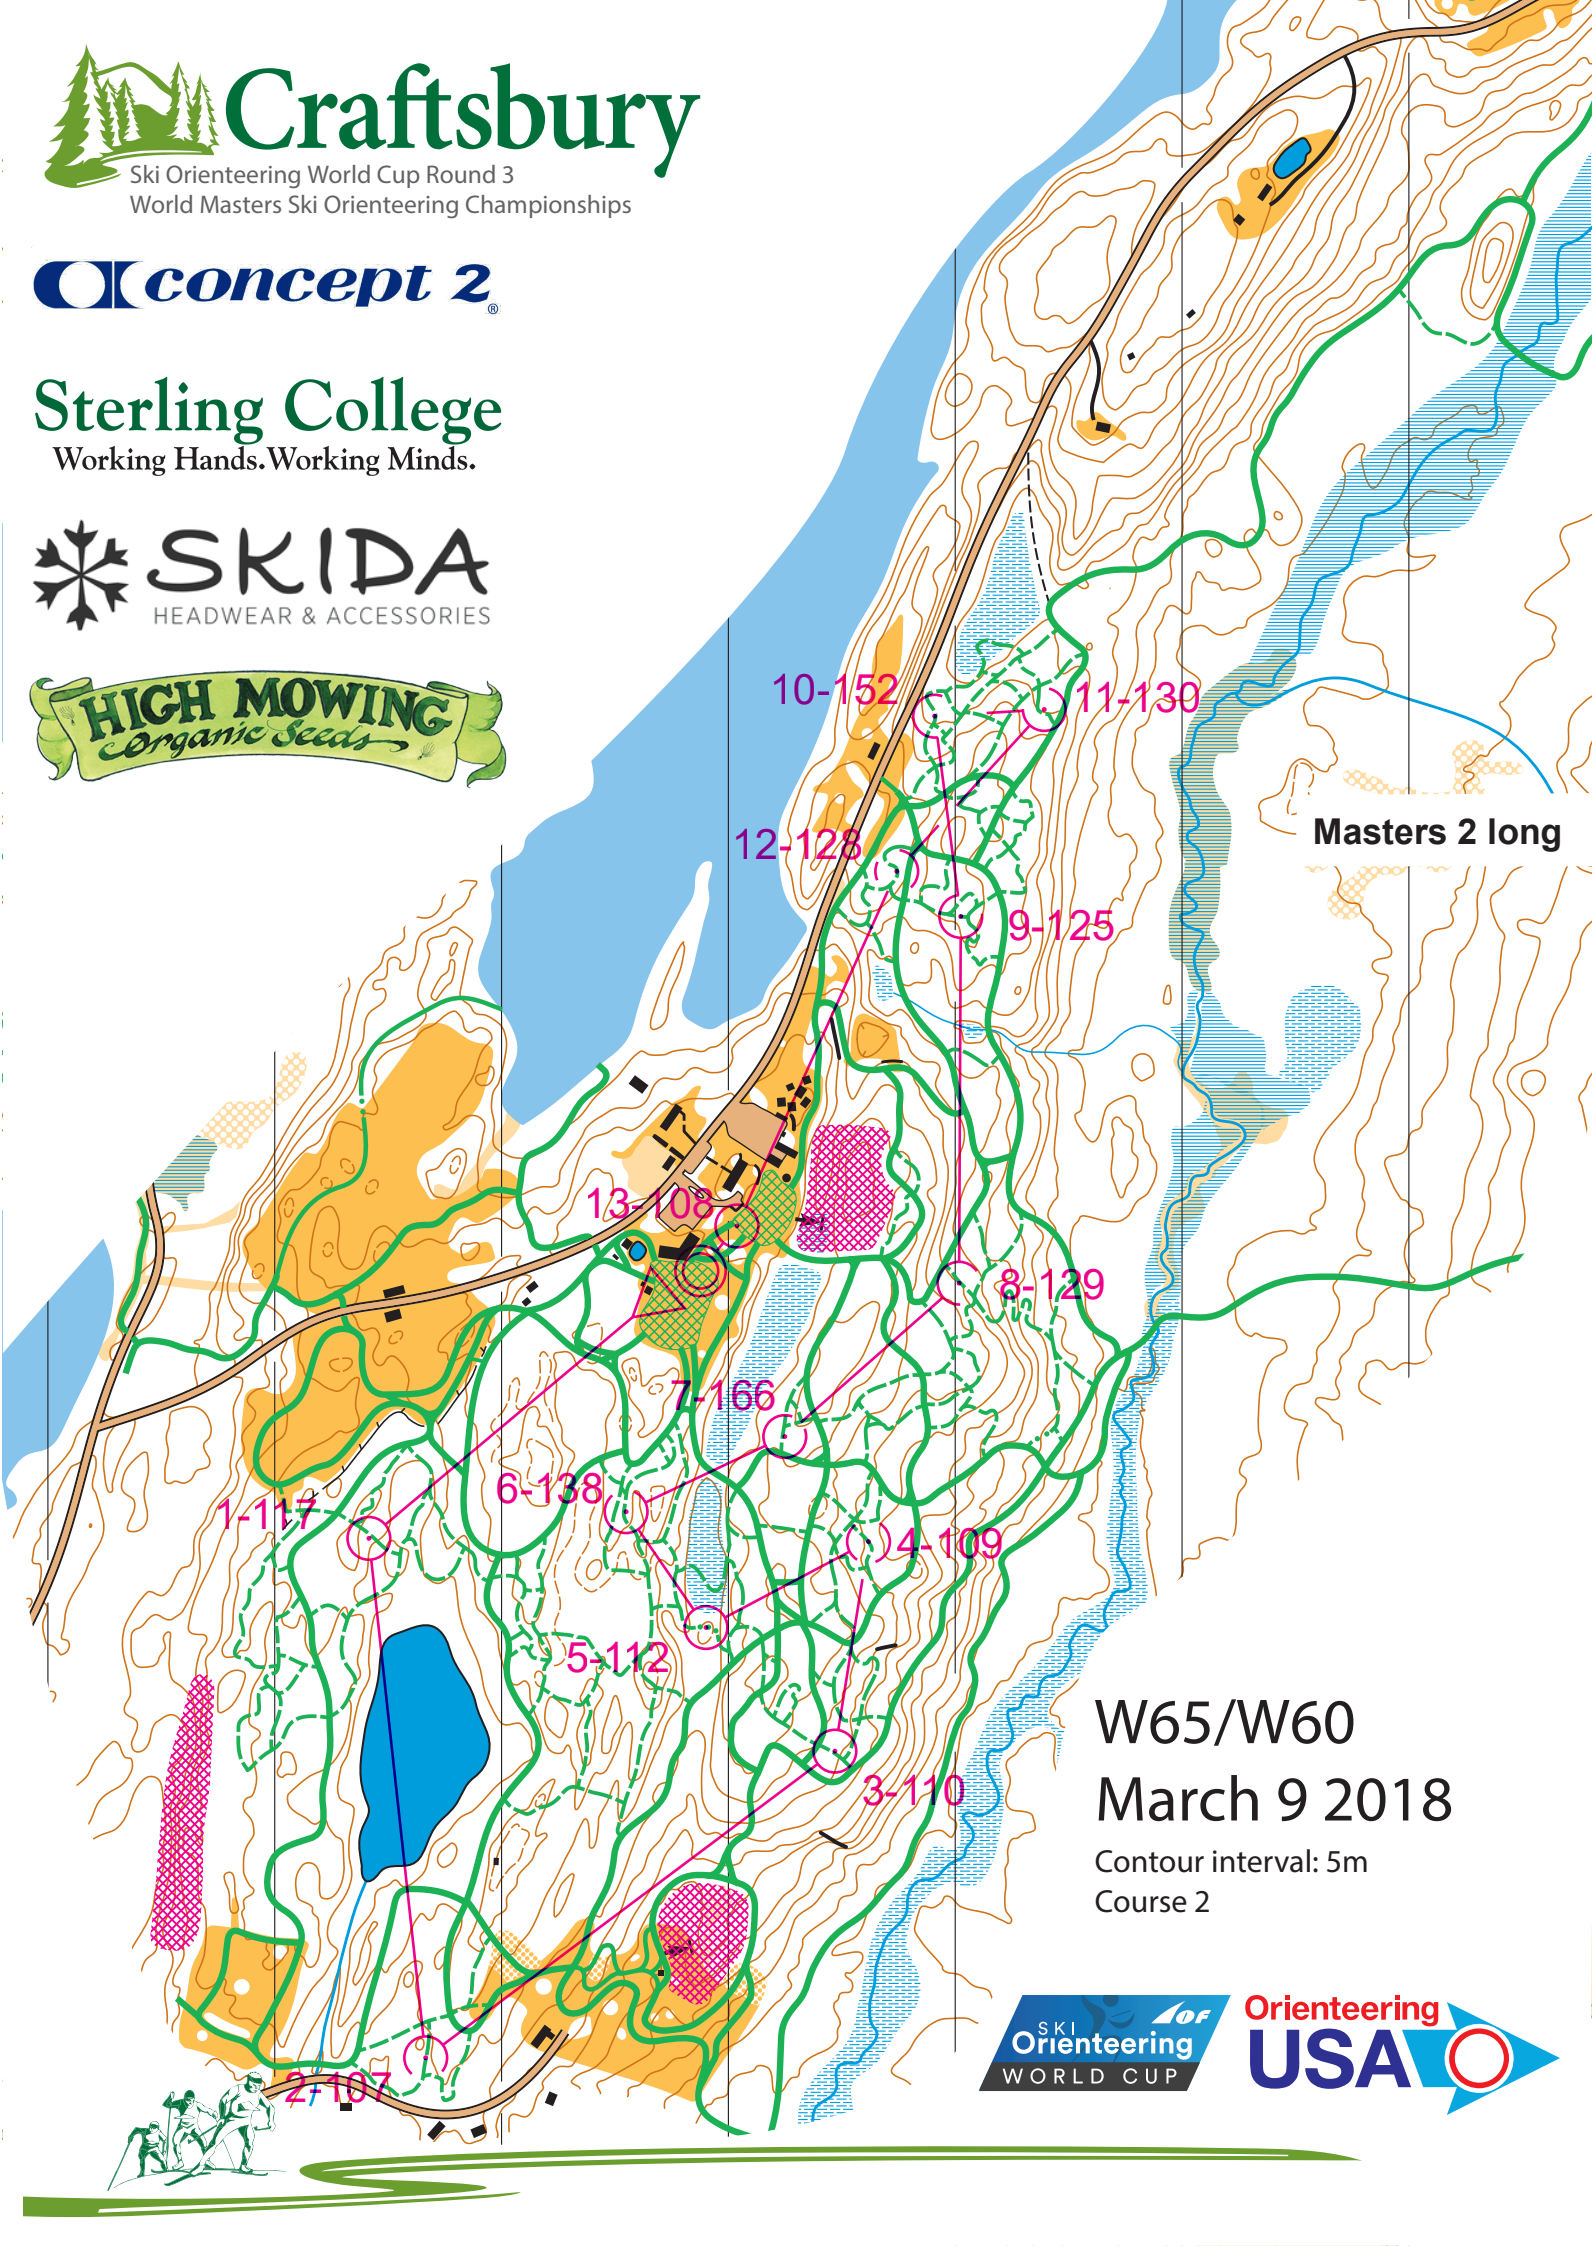 Craftsbury
Ski Orienteering World Cup Round 3
World Masters Ski Orienteering Championships
concept 2®
Sterling College
Working Hands.Working Minds.
SKIDA
HEADWEAR & ACCESSORIES
HIGH MOWING
Organic Seeds
10-152
11-130
Masters 2 long
12-128
9-125
13-108
8-129
7-166
6-138
1-117
4-109
5-112
3-110
2-107
W65/W60
March 9 2018
Contour interval: 5m
Course 2
IOF
SKI
Orienteering
WORLD CUP
Orienteering
USA